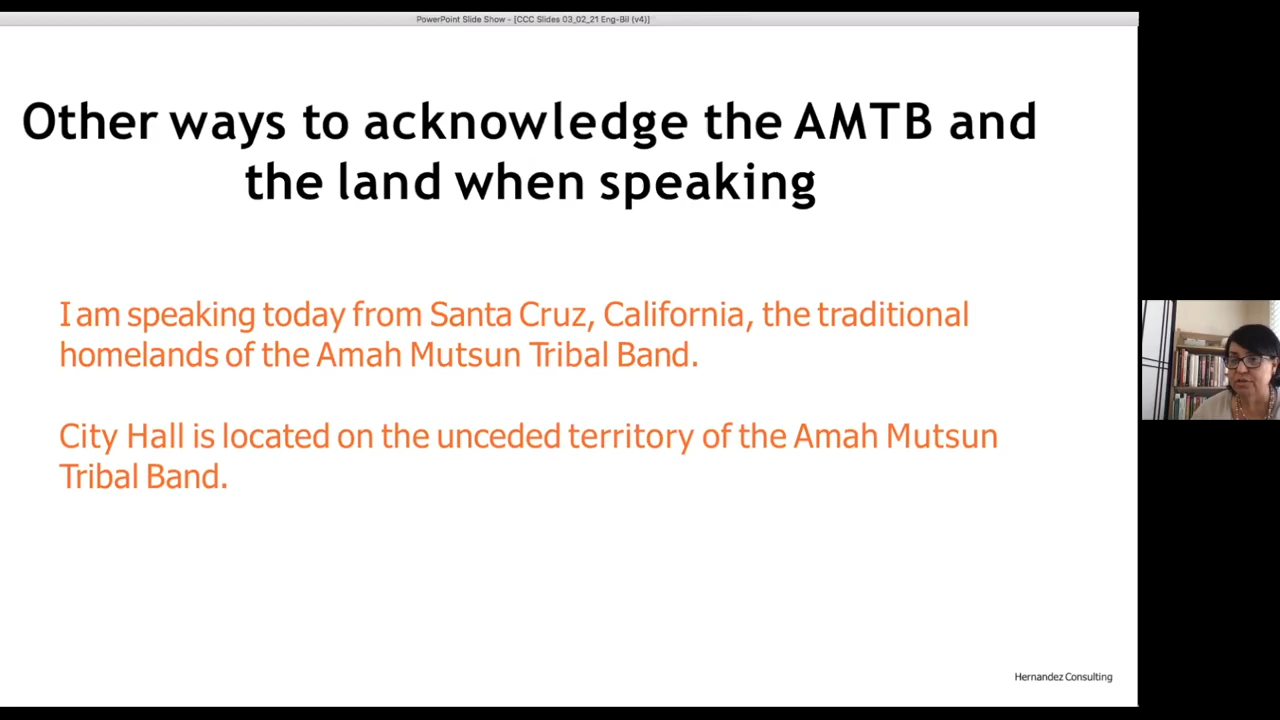 PowerPoint Slide Show - [CCC Slides 03_02_21 Eng-Bil (v4)]
Other ways to acknowledge the AMTB and
the land when speaking
I am speaking today from Santa Cruz, California, the traditional
homelands of the Amah Mutsun Tribal Band.
City Hall is located on the unceded territory of the Amah Mutsun
Tribal Band.
Hernandez Consulting